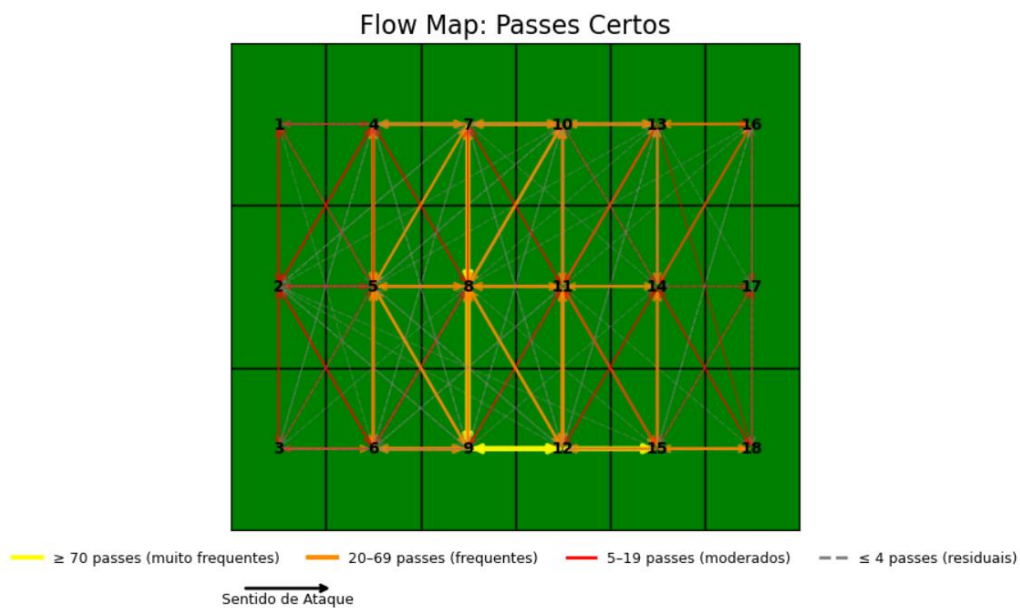 Flow Map: Passes Certos
1 4 7 10 13 16
2 5 8 11 14 17
3 6 9 12 15 18
≥ 70 passes (muito frequentes) 20–69 passes (frequentes) 5–19 passes (moderados) ≤ 4 passes (residuais)
Sentido de Ataque